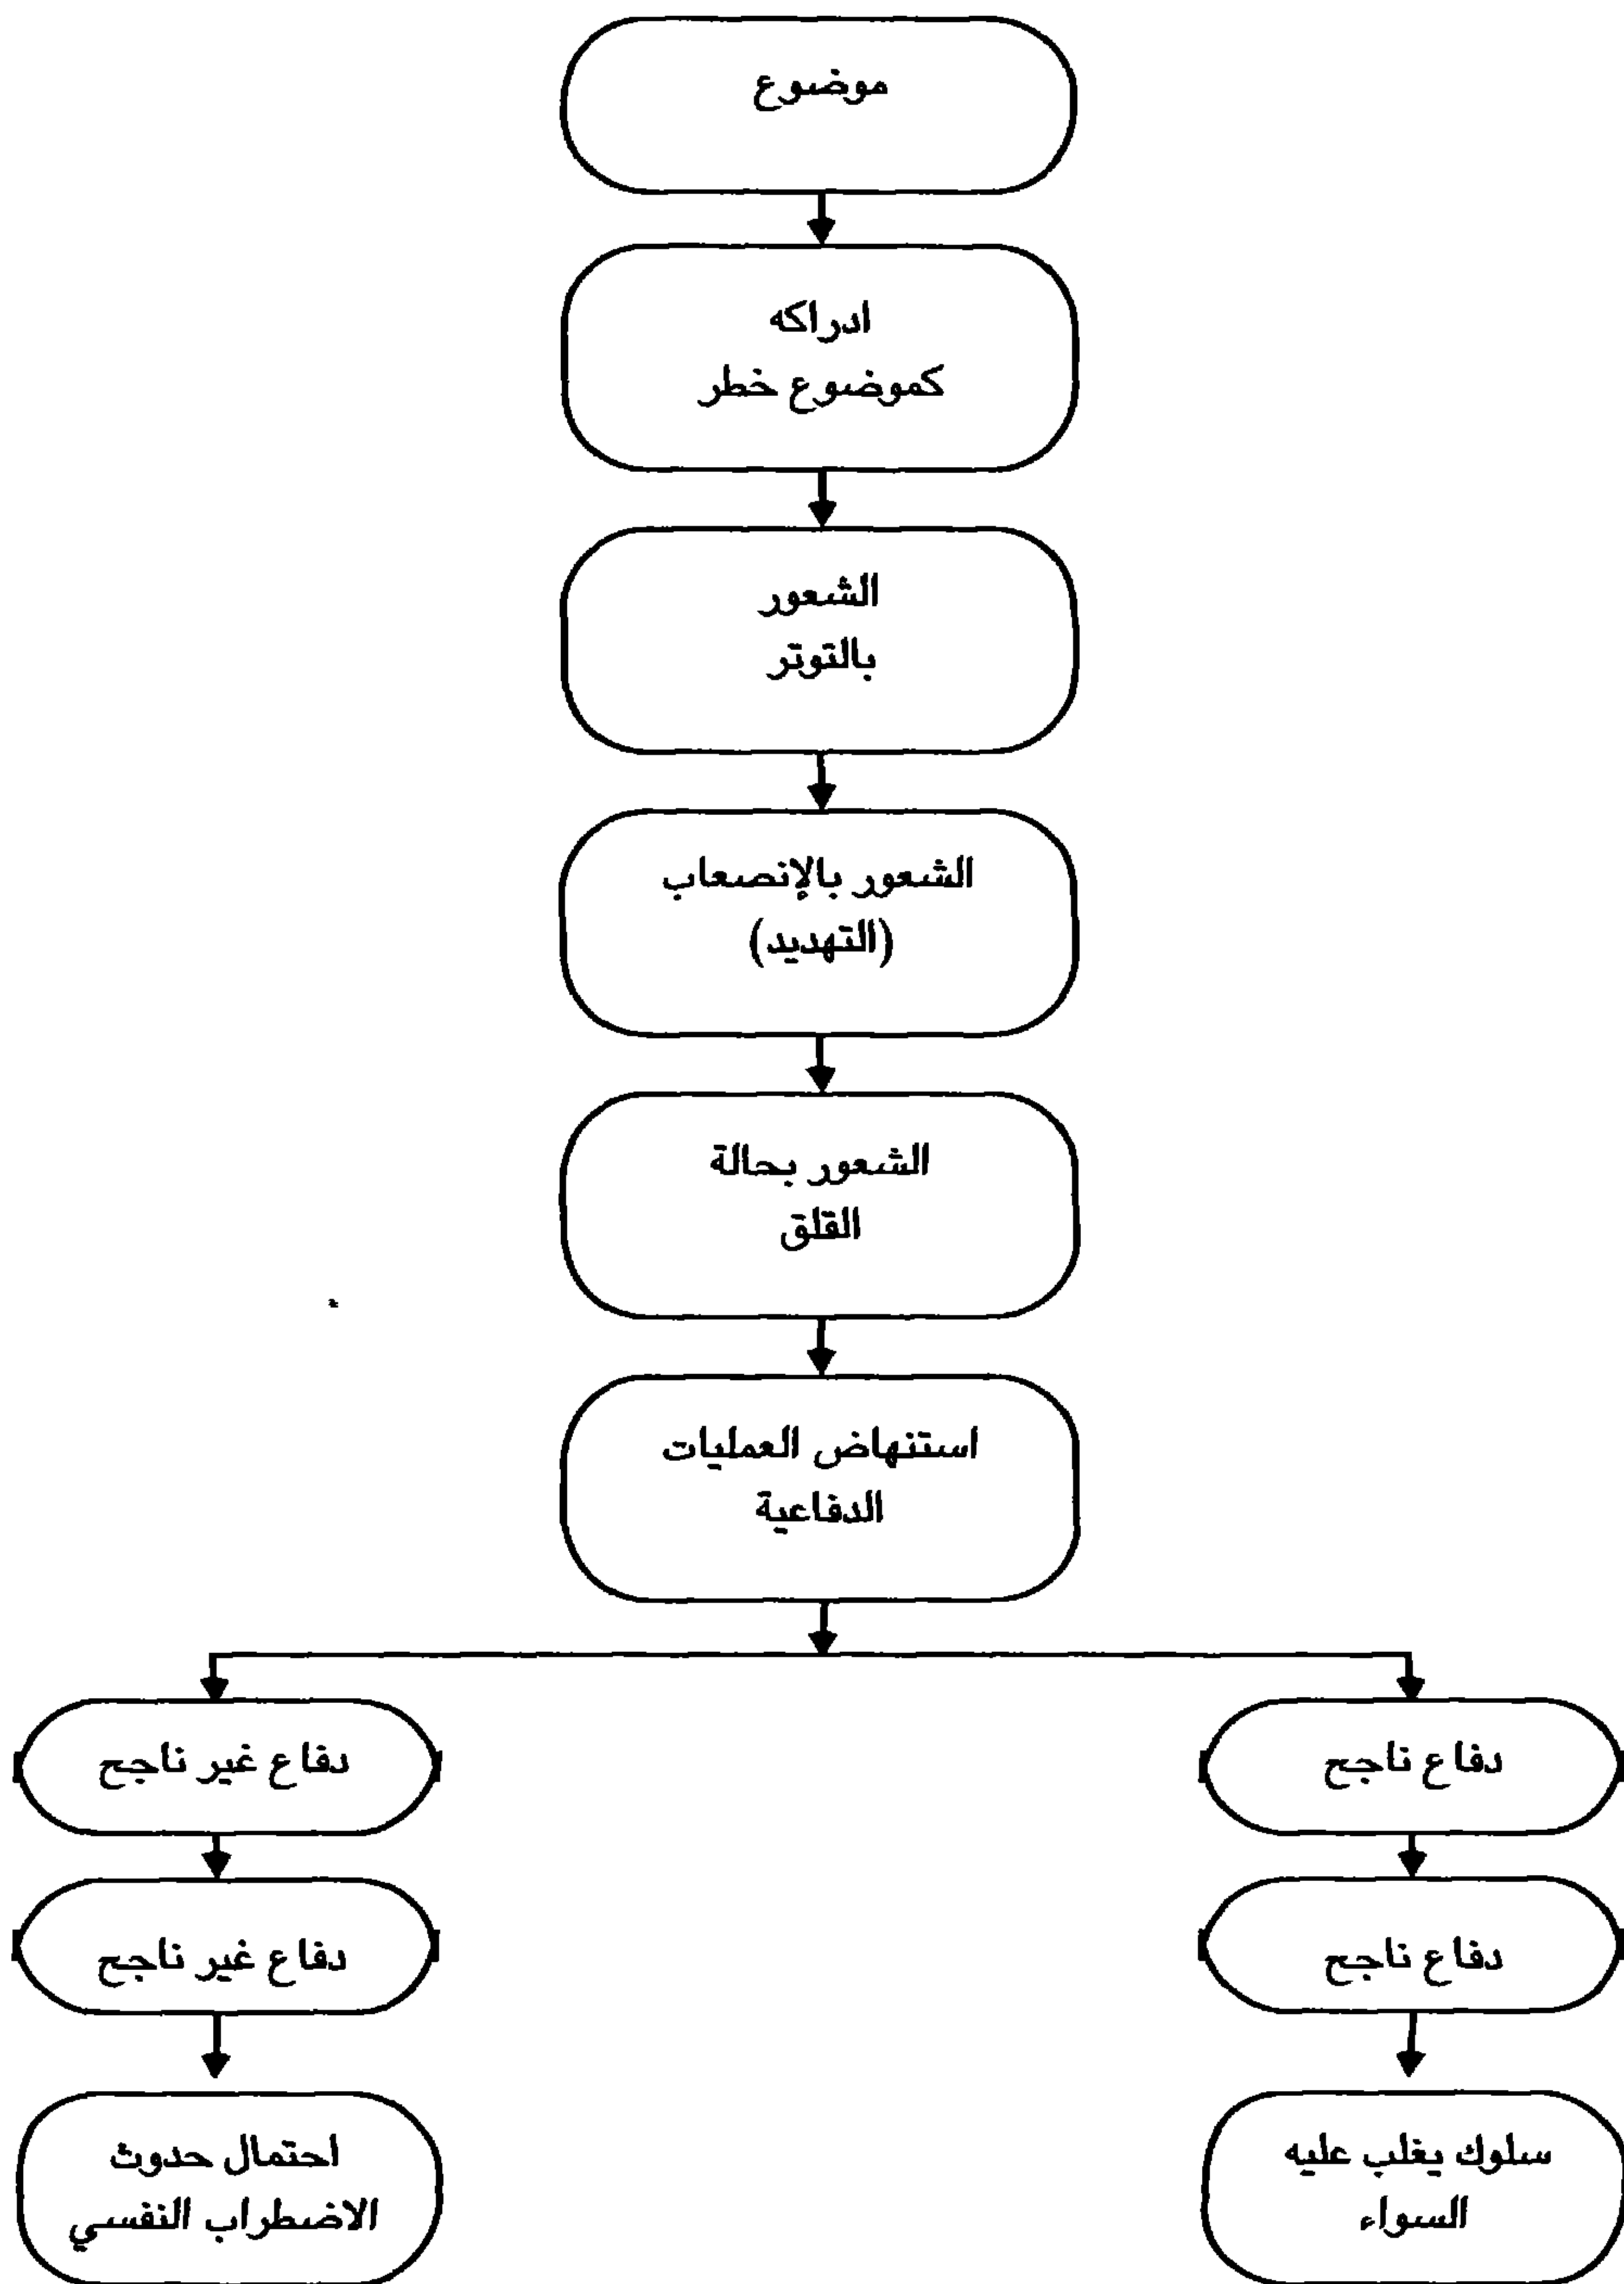 موضوع
ادراكه
كموضوع خطر
الشعور
بالتوتر
الشعور بالإنصعاب
(التهديد)
الشعور بحالة
القلق
استنهاض العمليات
الدفاعية
دفاع ناجح
دفاع غير ناجح
دفاع ناجح
دفاع غير ناجح
سلوك يغلب عليه
السواء
احتمال حدوث
الاضطراب النفسي